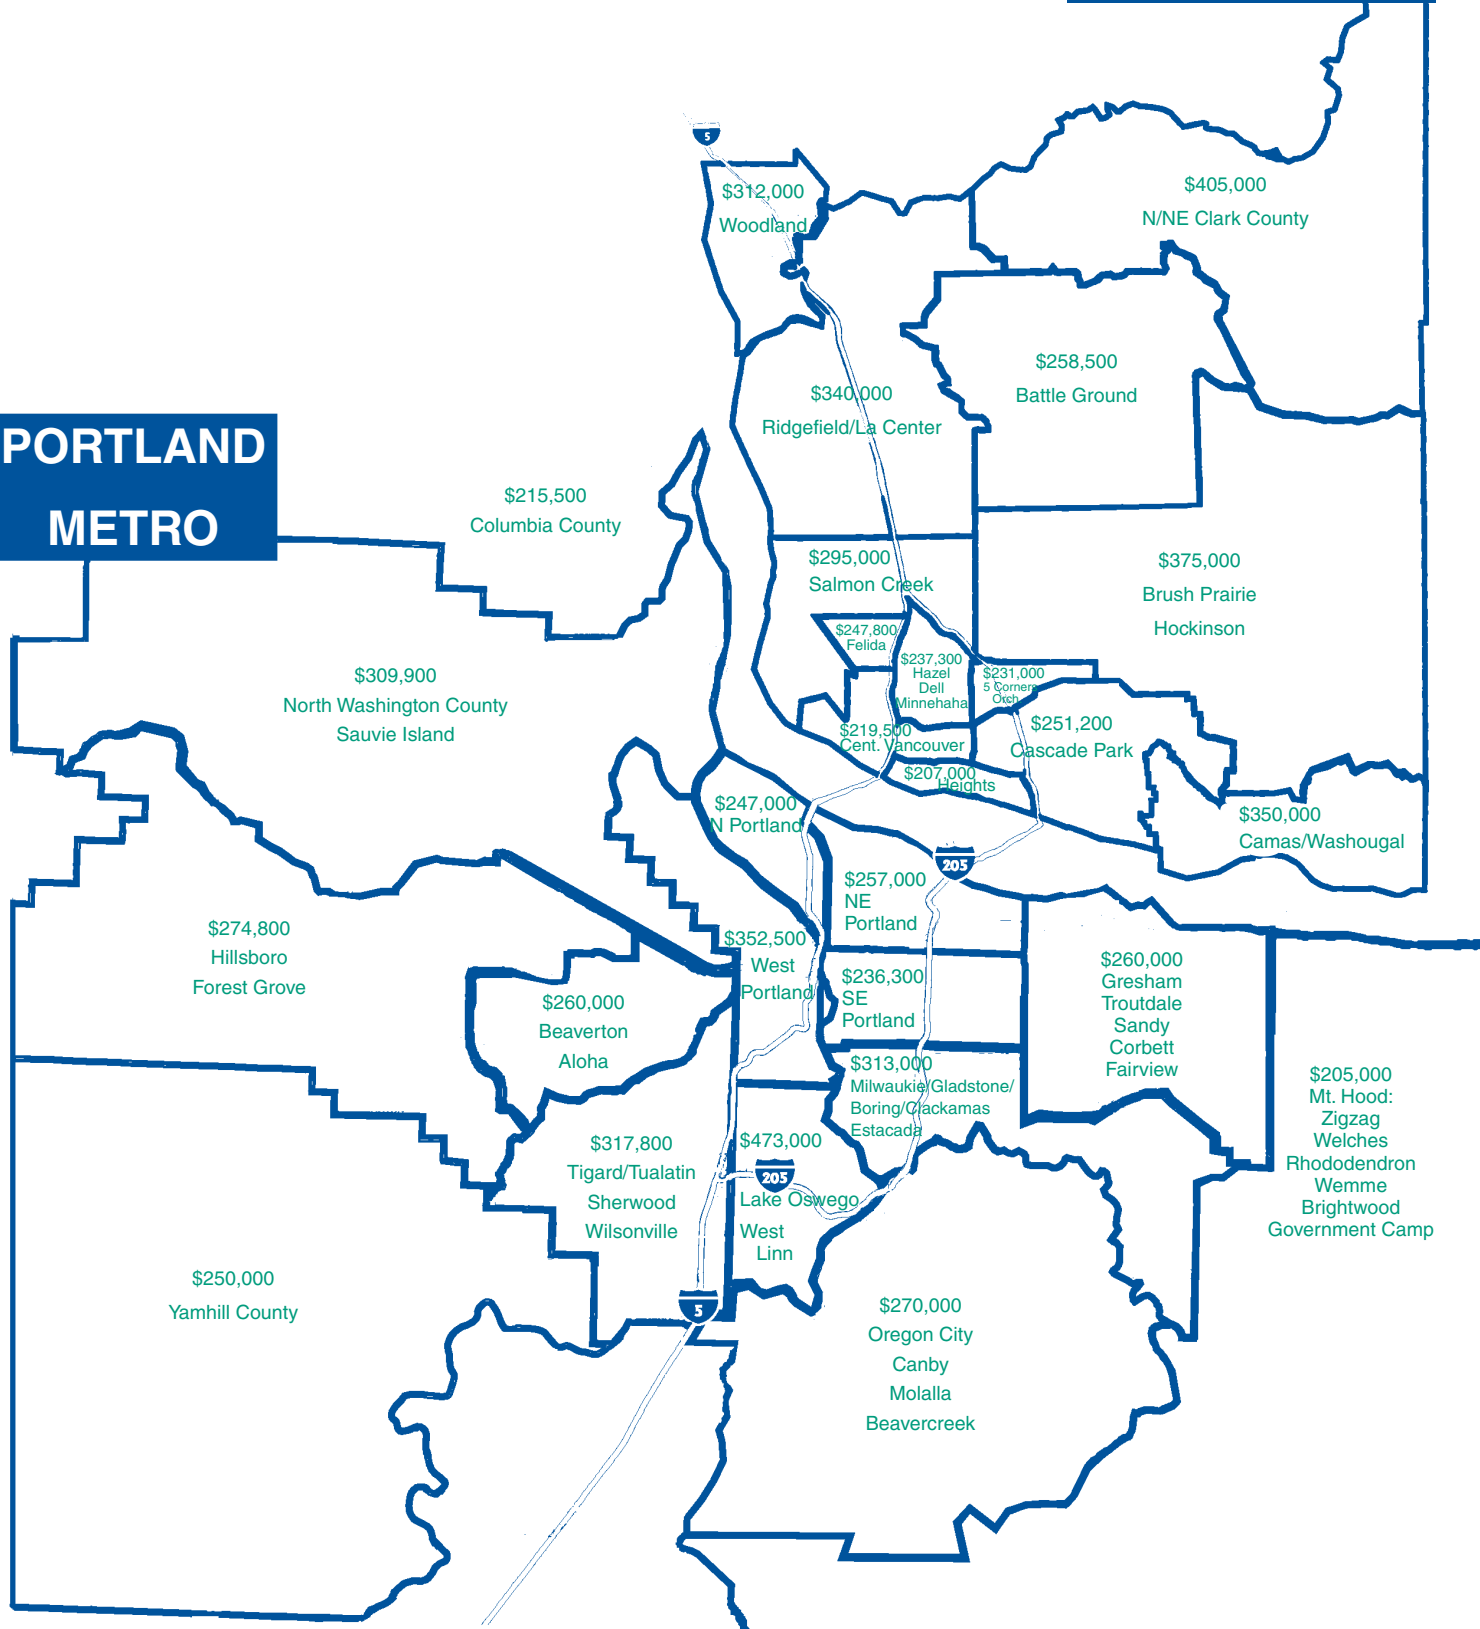 5
$312,000
Woodland
$405,000
N/NE Clark County
$258,500
Battle Ground
$340,000
Ridgefield/La Center
PORTLAND
METRO
$215,500
Columbia County
$295,000
Salmon Creek
$375,000
Brush Prairie
Hockinson
$247,800
Felida
$237,300
Hazel
Dell
Minnehaha
$231,000
5 Corners
Orch
$309,900
North Washington County
Sauvie Island
$219,500
Cent. Vancouver
$251,200
Cascade Park
$207,000
Heights
$247,000
N Portland
$350,000
Camas/Washougal
205
$257,000
NE
Portland
$274,800
Hillsboro
Forest Grove
$352,500
West
Portland
$236,300
SE
Portland
$260,000
Gresham
Troutdale
Sandy
Corbett
Fairview
$260,000
Beaverton
Aloha
$313,000
Milwaukie/Gladstone/
Boring/Clackamas
Estacada
$205,000
Mt. Hood:
Zigzag
Welches
Rhododendron
Wemme
Brightwood
Government Camp
$317,800
Tigard/Tualatin
Sherwood
Wilsonville
$473,000
205
Lake Oswego
West
Linn
$250,000
Yamhill County
5
$270,000
Oregon City
Canby
Molalla
Beavercreek